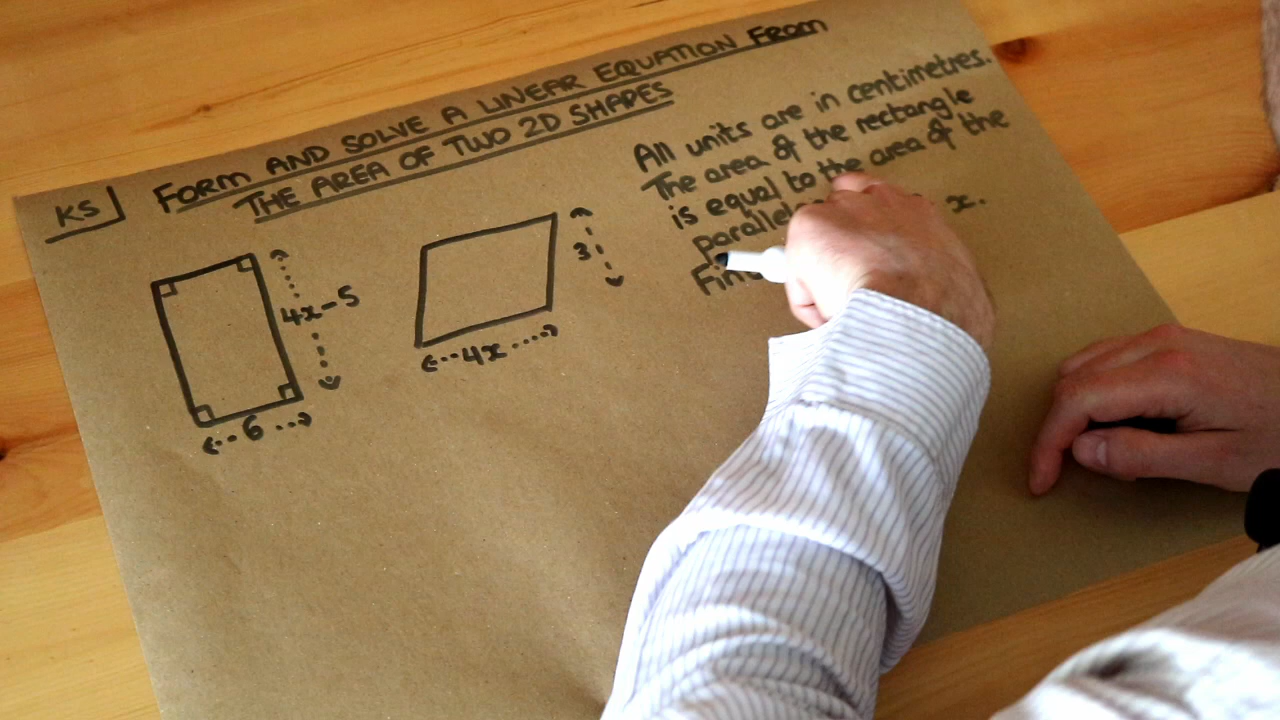 FORM AND SOLVE A LINEAR EQUATION FROM
THE AREA OF TWO 2D SHAPES
KS
All units are in centimetres.
The area of the rectangle
is equal to the area of the
x.
4x-5
6
3
4x